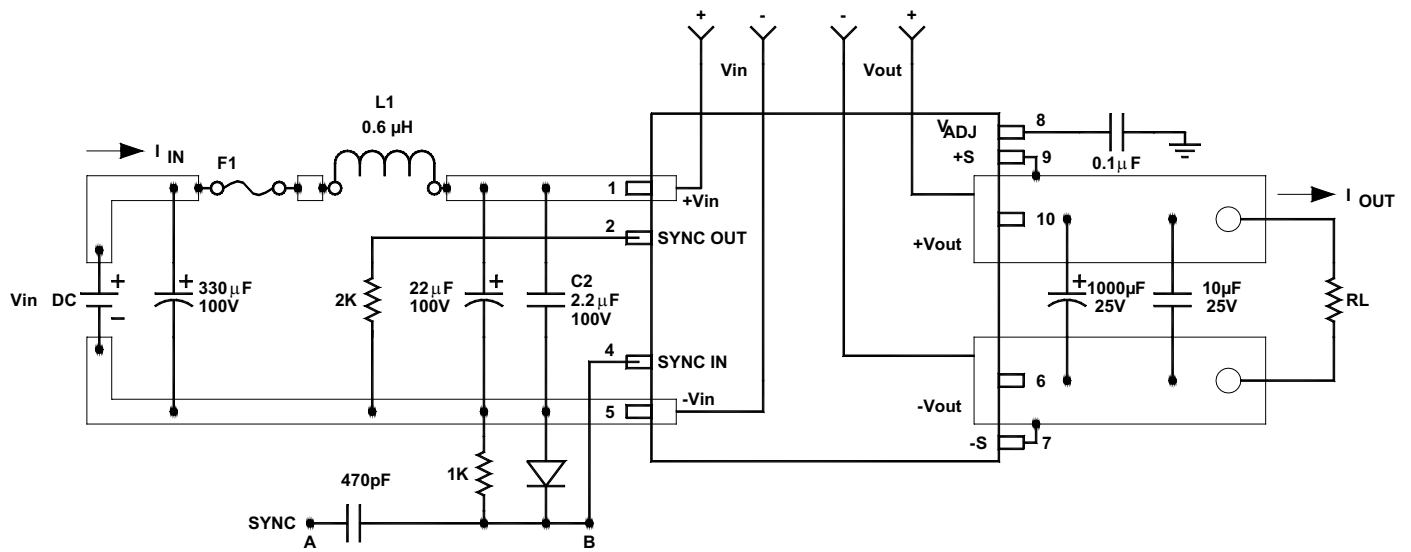 + - - +
Vin Vout
L1
0.6 µH
I IN
F1
VADJ
8
+S
9
0.1µF
I OUT
1
+Vin
2
SYNC OUT
10
+Vout
Vin DC
+
−
+
330µF
100V
2K
22µF
100V
+
C2
2.2µF
100V
+
1000µF
25V
10µF
25V
RL
4
SYNC IN
6
-Vout
-Vin
5
-S
7
1K
470pF
SYNC
A
B